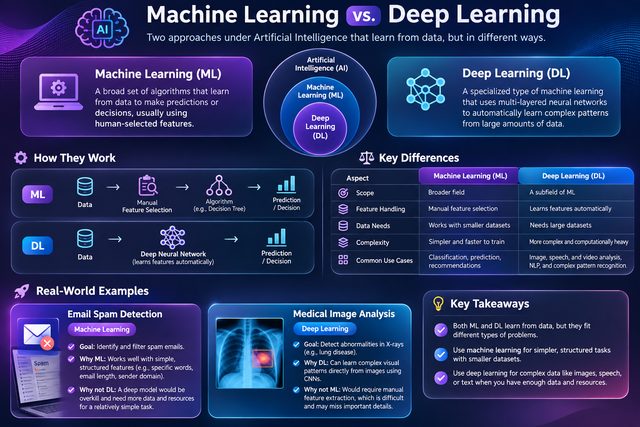 AI
Machine Learning vs. Deep Learning
Two approaches under Artificial Intelligence that learn from data, but in different ways.
Machine Learning (ML)
A broad set of algorithms that learn
from data to make predictions or
decisions, usually using
human-selected features.
Artificial
Intelligence (AI)
Machine
Learning (ML)
Deep
Learning
(DL)
Deep Learning (DL)
A specialized type of machine learning
that uses multi-layered neural networks
to automatically learn complex patterns
from large amounts of data.
How They Work
ML
Data
Manual
Feature Selection
Algorithm
(e.g., Decision Tree)
Prediction
/ Decision
DL
Data
Deep Neural Network
(learns features automatically)
Prediction
/ Decision
Key Differences
Aspect Machine Learning (ML) Deep Learning (DL)
Scope Broader field A subfield of ML
Feature Handling Manual feature selection Learns features automatically
Data Needs Works with smaller datasets Needs large datasets
Complexity Simpler and faster to train More complex and computationally heavy
Common Use Cases Classification, prediction, recommendations Image, speech, and video analysis, NLP, and complex pattern recognition.
Real-World Examples
Email Spam Detection
Machine Learning
Spam
Goal: Identify and filter spam emails.
Why ML: Works well with simple,
structured features (e.g., specific words,
email length, sender domain).
Why not DL: A deep model would be
overkill and need more data and resources
for a relatively simple task.
Medical Image Analysis
Deep Learning
Goal: Detect abnormalities in X-rays
(e.g., lung disease).
Why DL: Can learn complex visual
patterns directly from images using
CNNs.
Why not ML: Would require manual
feature extraction, which is difficult and
may miss important details.
Key Takeaways
Both ML and DL learn from data, but they fit
different types of problems.
Use machine learning for simpler, structured tasks
with smaller datasets.
Use deep learning for complex data like images, speech,
or text when you have enough data and resources.